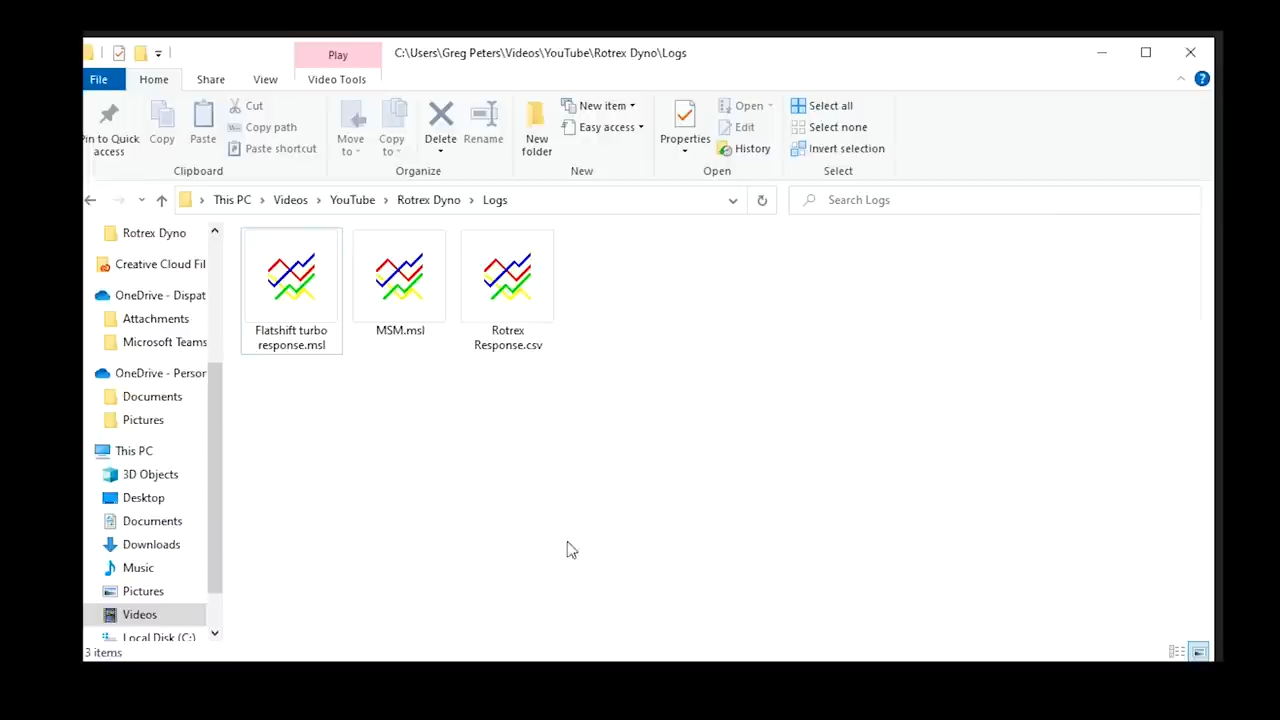 Play
C:\Users\Greg Peters\Videos\YouTube\Rotrex Dyno\Logs
File
Home
Share
View
Video Tools
Pin to Quick
access
Copy
Paste
Cut
Copy path
Paste shortcut
Clipboard
Move
to
Copy
to
Delete
Rename
Organize
New
folder
New item
Easy access
New
Properties
Open
Edit
History
Open
Select all
Select none
Invert selection
Select
This PC
Videos
YouTube
Rotrex Dyno
Logs
Search Logs
Rotrex Dyno
Creative Cloud Fil
OneDrive - Dispat
Attachments
Microsoft Teams
OneDrive - Person
Documents
Pictures
This PC
3D Objects
Desktop
Documents
Downloads
Music
Pictures
Videos
Local Disk (C:)
Flatshift turbo
response.msl
MSM.msl
Rotrex
Response.csv
3 items